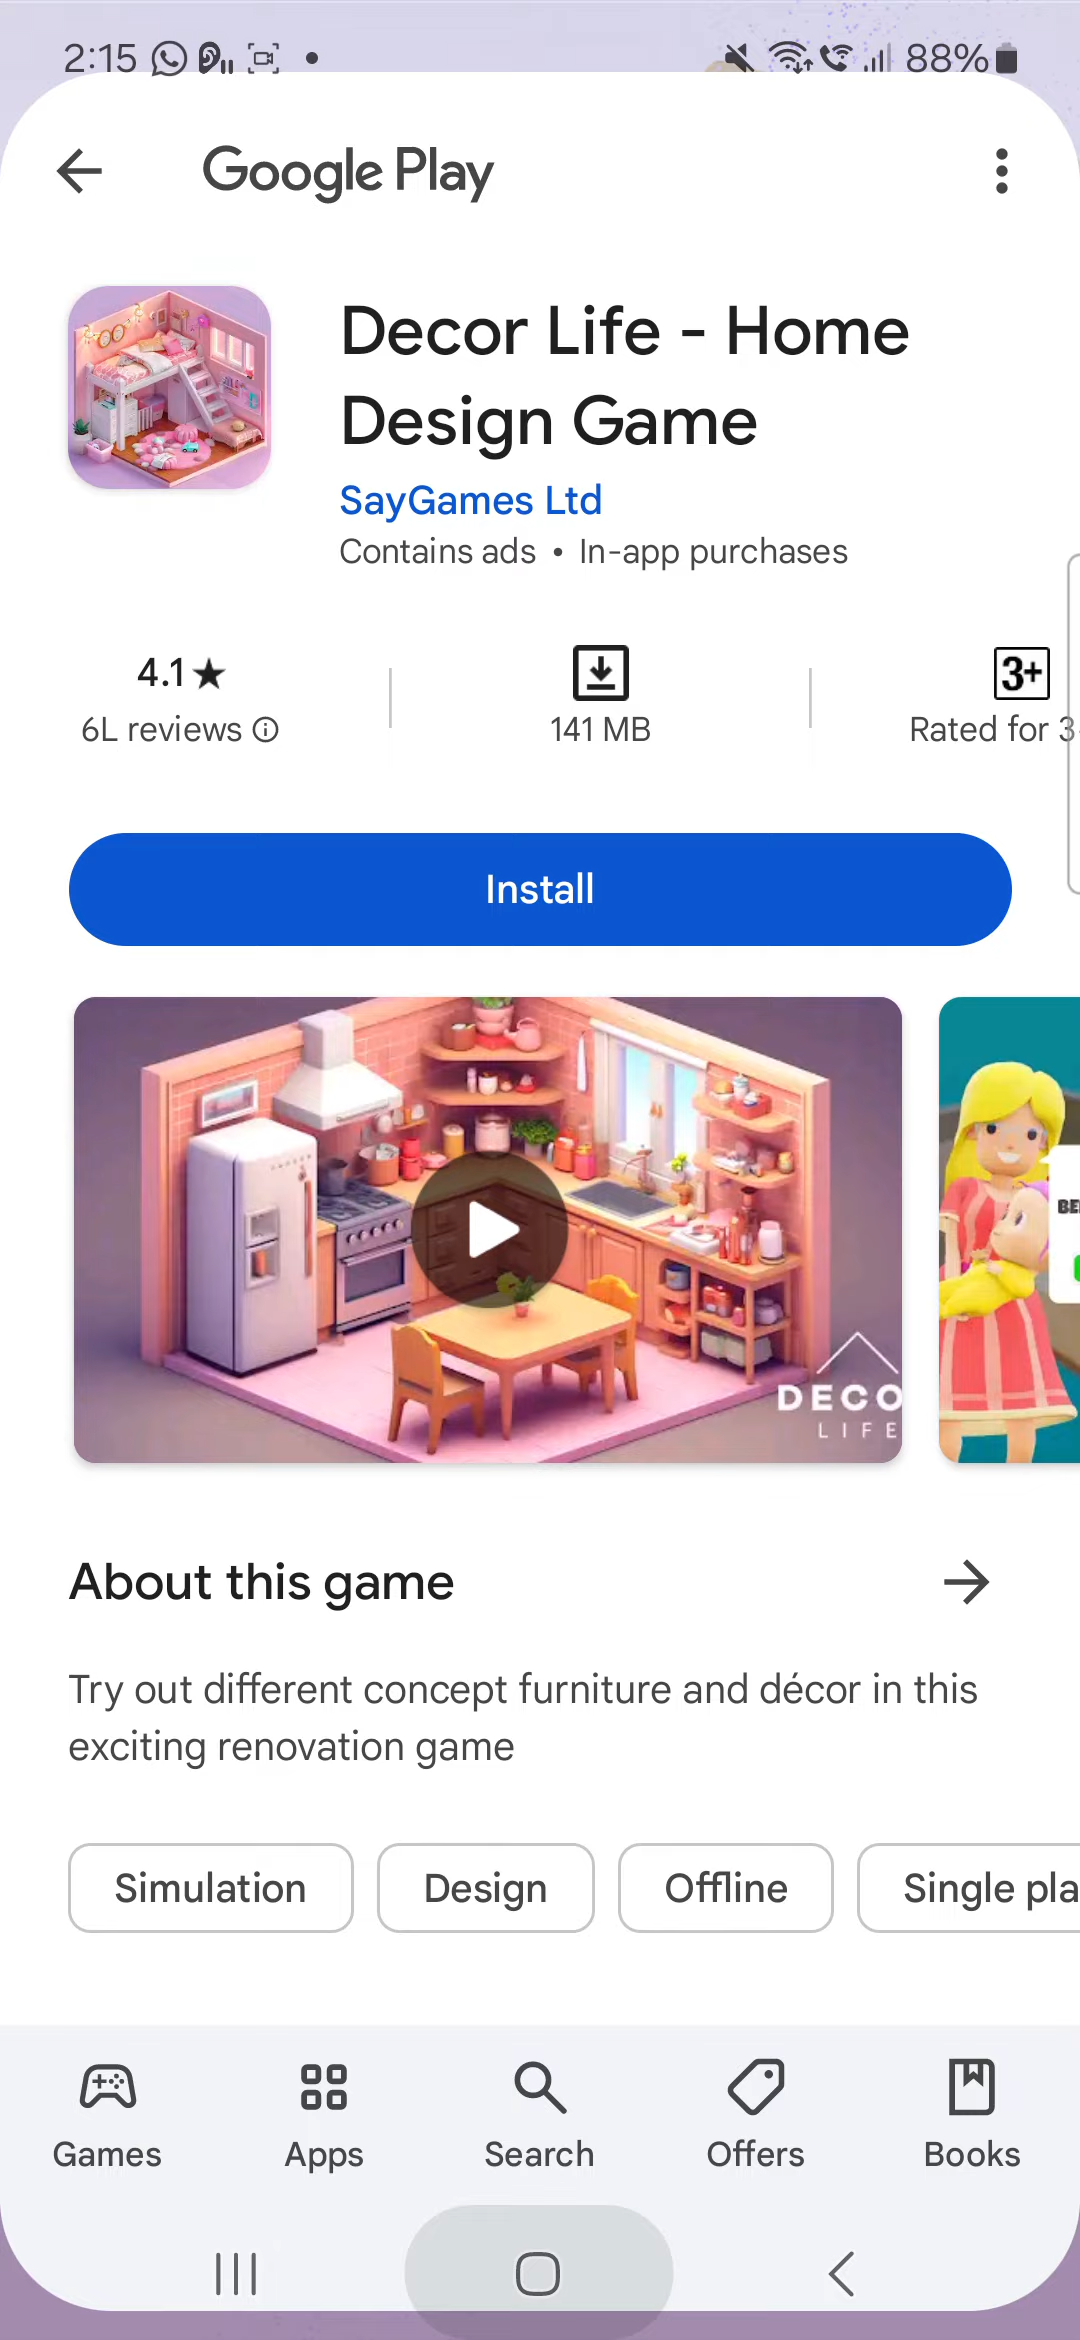 2:15
88%
Google Play
Decor Life - Home
Design Game
SayGames Ltd
Contains ads • In-app purchases
4.1★
6L reviews
141 MB
3+
Rated for 3
Install
DECO
LIFE
BE
About this game
Try out different concept furniture and décor in this
exciting renovation game
Simulation
Design
Offline
Single pla
Games
Apps
Search
Offers
Books